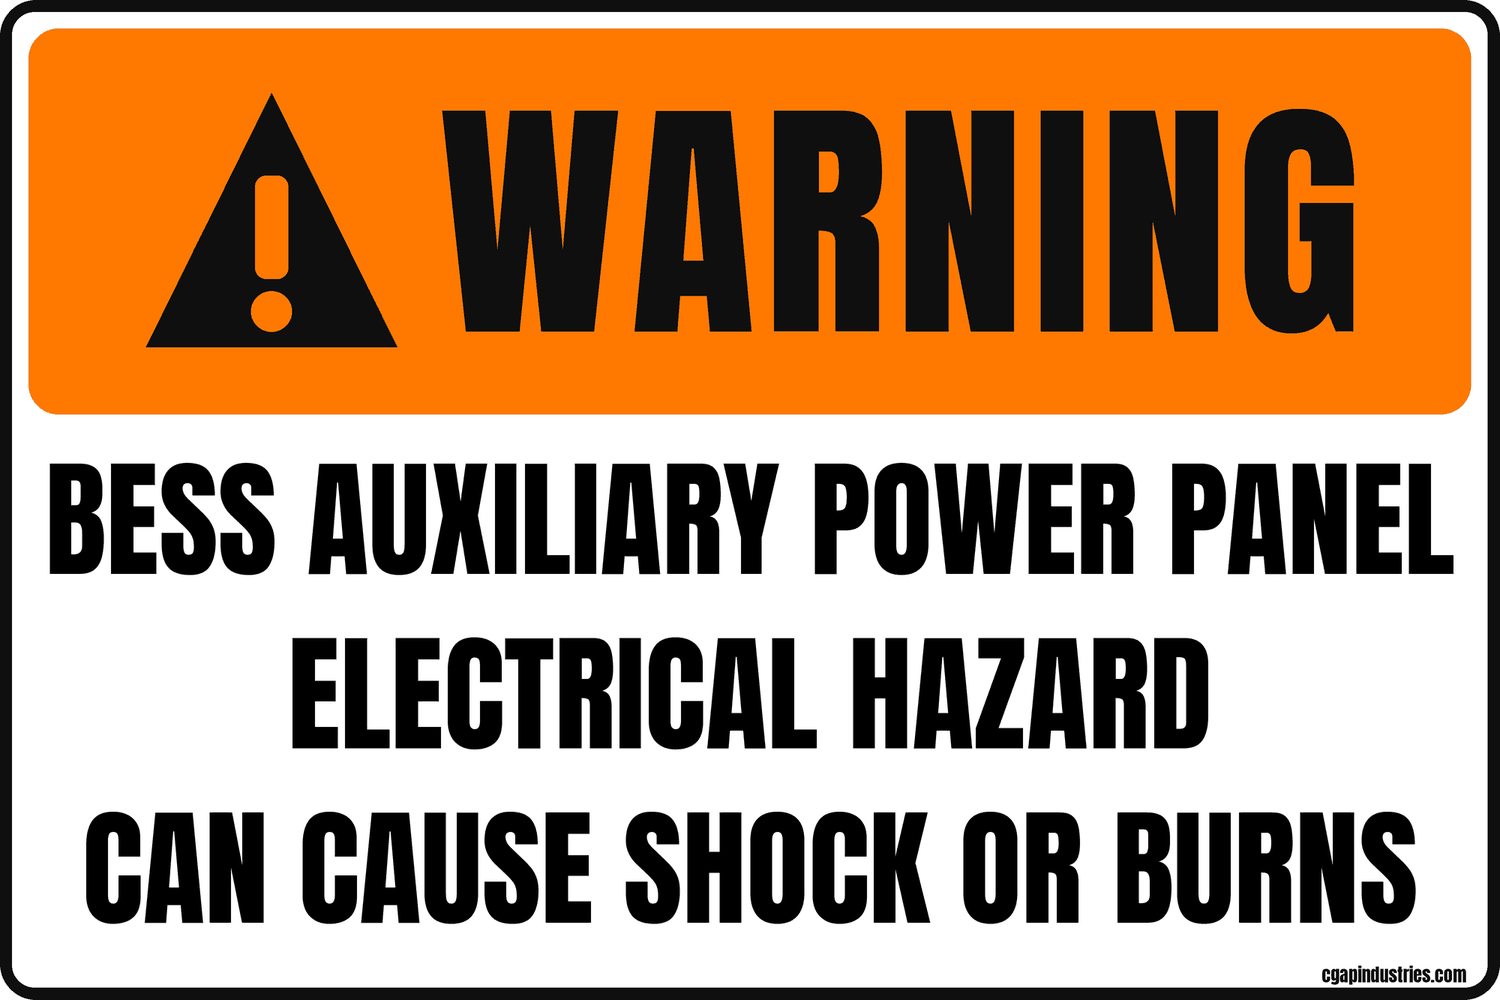 WARNING
BESS AUXILIARY POWER PANEL
ELECTRICAL HAZARD
CAN CAUSE SHOCK OR BURNS
cgapindustries.com